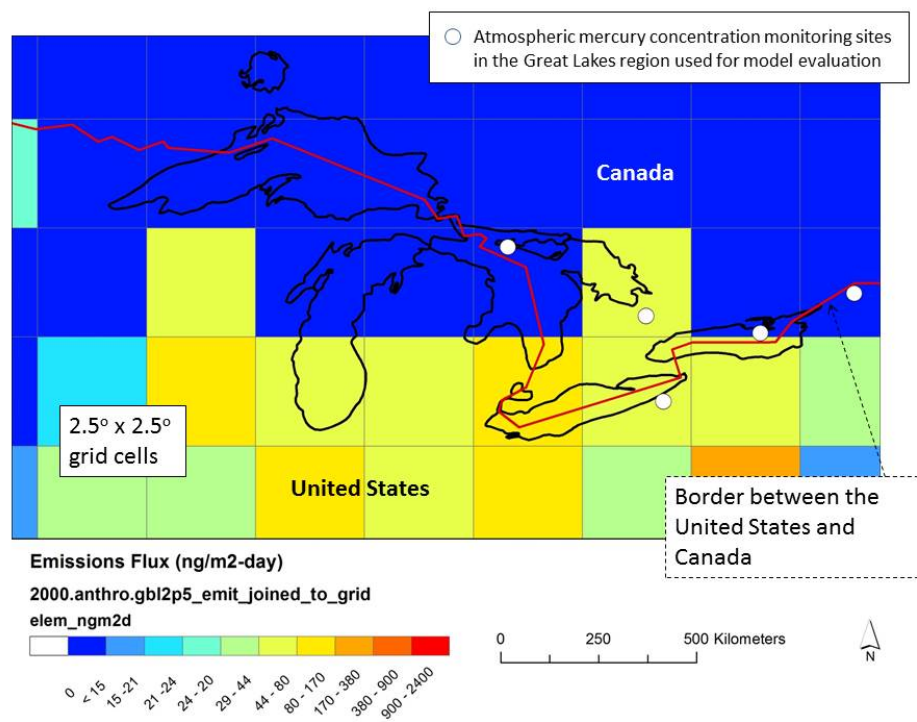 Atmospheric mercury concentration monitoring sites
in the Great Lakes region used for model evaluation
Canada
2.5o x 2.5o
grid cells
United States
Border between the
United States and
Canada
Emissions Flux (ng/m2-day)
2000.anthro.gbl2p5_emit_joined_to_grid
elem_ngm2d
0
< 15
15 -21
21-24
24 - 20
29 - 44
44 - 80
80 - 170
170 - 380
380 - 900
900 - 2400
0 250 500 Kilometers
N